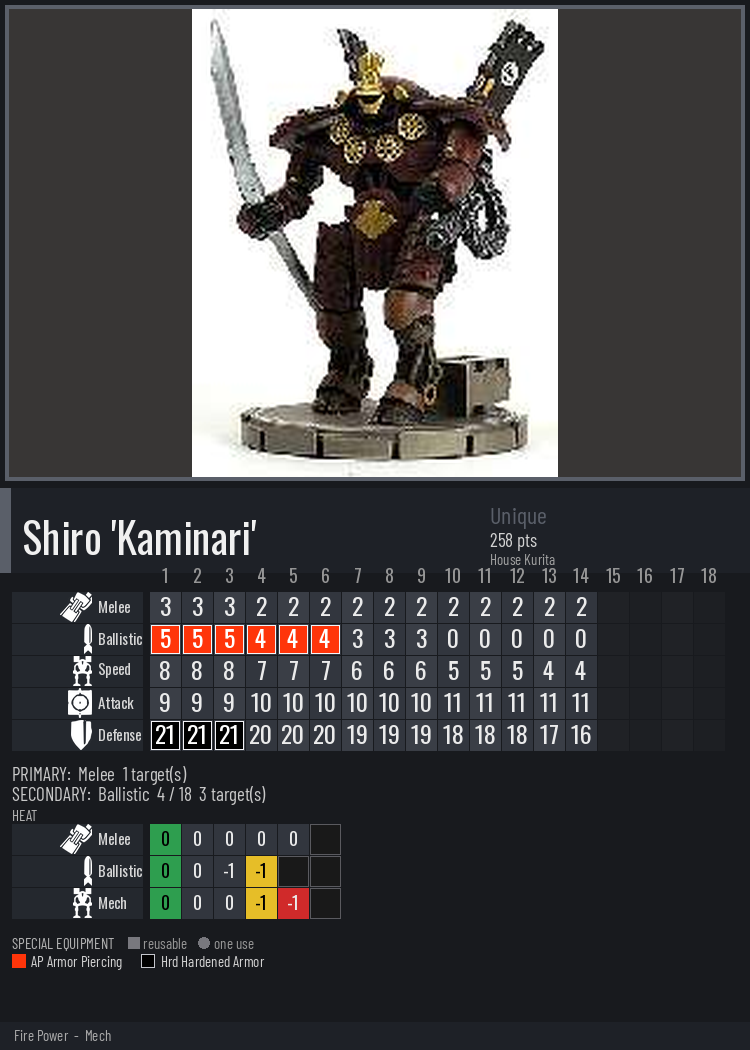 Shiro 'Kaminari'
Unique
258 pts
House Kurita
1 2 3 4 5 6 7 8 9 10 11 12 13 14 15 16 17 18
Melee 3 3 3 2 2 2 2 2 2 2 2 2 2 2
Ballistic 5 5 5 4 4 4 3 3 3 0 0 0 0 0
Speed 8 8 8 7 7 7 6 6 6 5 5 5 4 4
Attack 9 9 9 10 10 10 10 10 10 11 11 11 11 11
Defense 21 21 21 20 20 20 19 19 19 18 18 18 17 16
PRIMARY: Melee 1 target(s)
SECONDARY: Ballistic 4 / 18 3 target(s)
HEAT
Melee 0 0 0 0 0
Ballistic 0 0 -1 -1
Mech 0 0 0 -1 -1
SPECIAL EQUIPMENT reusable one use
AP Armor Piercing Hrd Hardened Armor
Fire Power - Mech